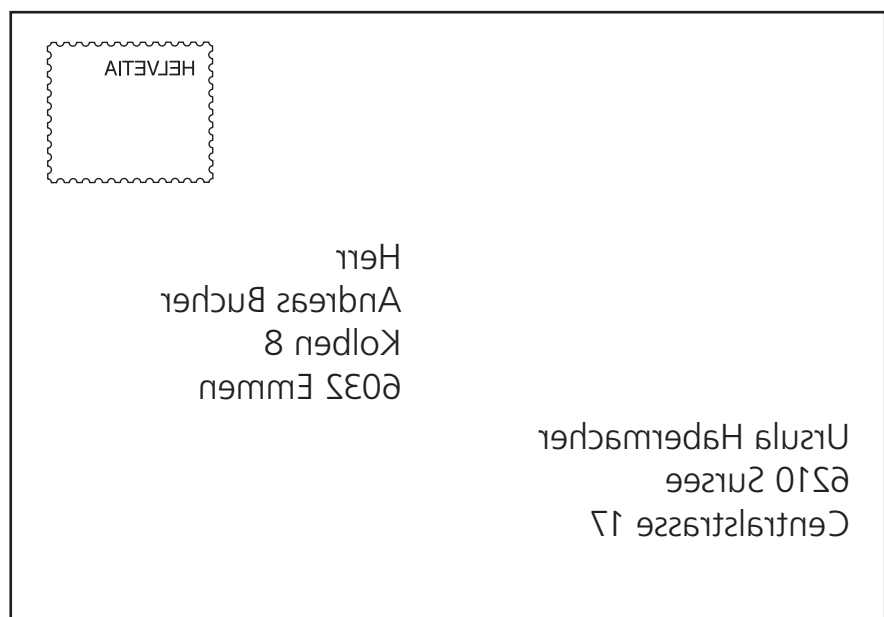 HELVETIA
Herr
Andreas Bucher
Kolben 8
6032 Emmen
Ursula Habermacher
6210 Sursee
Centralstrasse 17